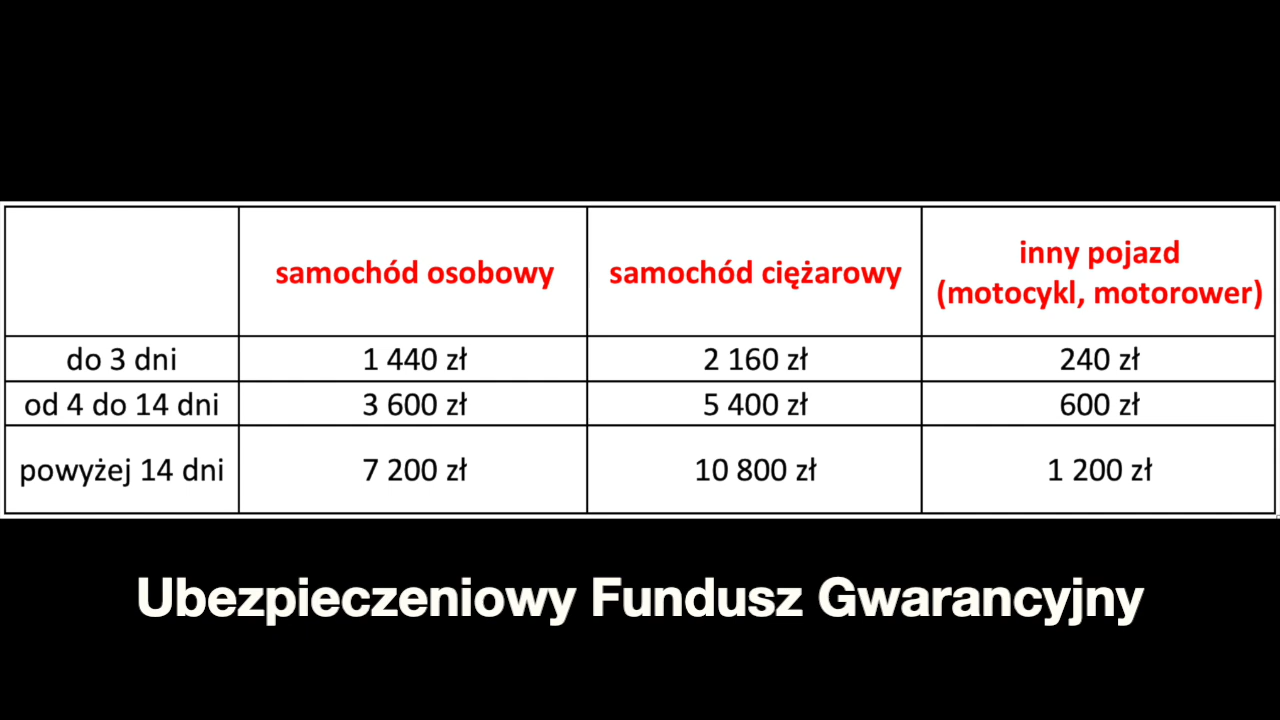 samochód osobowy samochód ciężarowy inny pojazd
(motocykl, motorower)
do 3 dni 1 440 zł 2 160 zł 240 zł
od 4 do 14 dni 3 600 zł 5 400 zł 600 zł
powyżej 14 dni 7 200 zł 10 800 zł 1 200 zł
Ubezpieczeniowy Fundusz Gwarancyjny